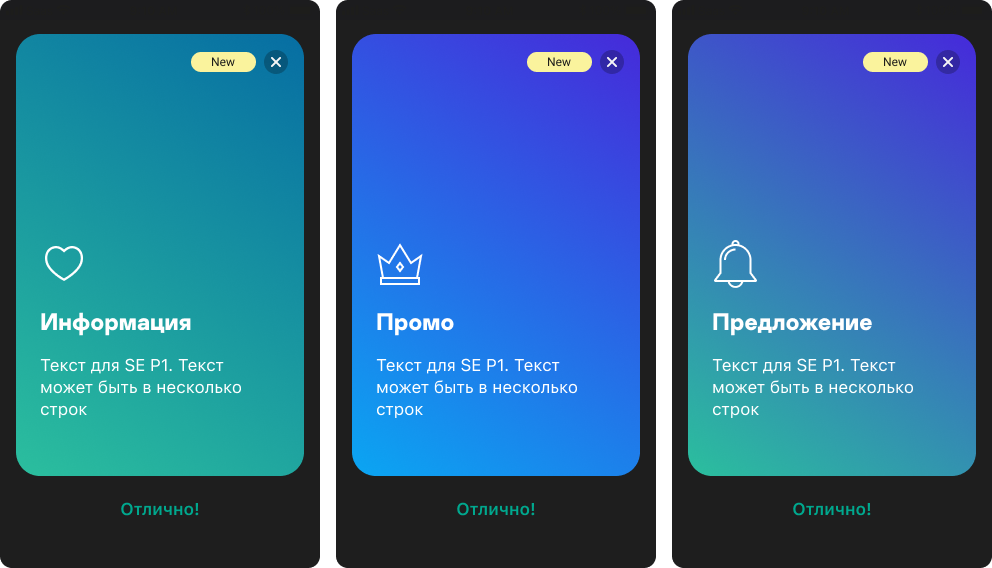 New
Информация
Текст для SE P1. Текст
может быть в несколько
строк
Отлично!
New
Промо
Текст для SE P1. Текст
может быть в несколько
строк
Отлично!
New
Предложение
Текст для SE P1. Текст
может быть в несколько
строк
Отлично!